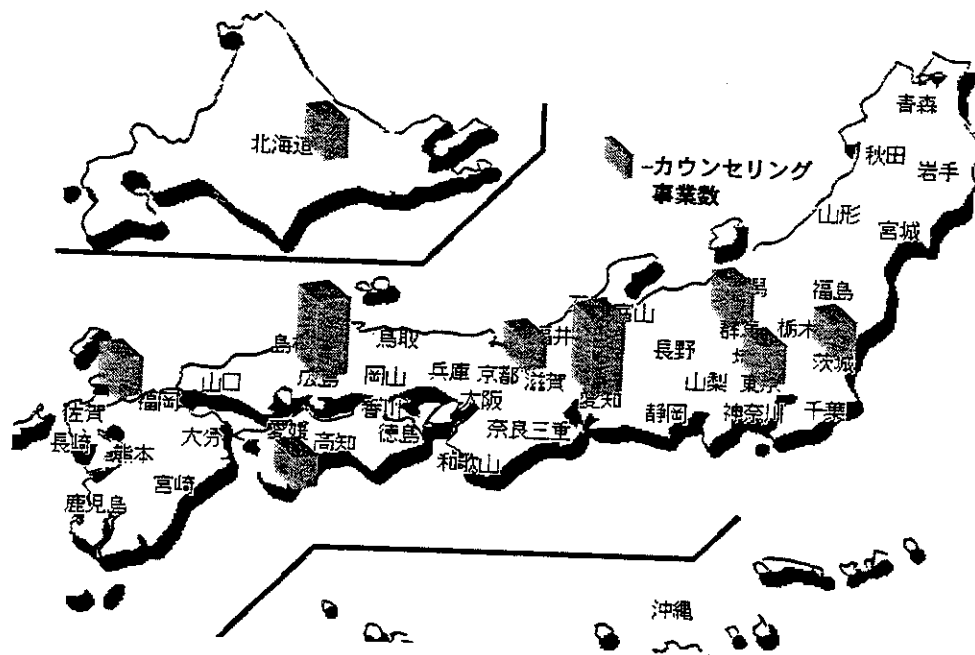 北海道
青森
秋田
岩手
-カウンセリング
事業数
山形
宮城
福島
富山
福井
鳥取
群馬
栃木
長野
茨城
山口
広島
岡山
兵庫
京都
滋賀
愛知
山梨
東京
佐賀
福岡
香川
大阪
静岡
神奈川
千葉
長崎
熊本
大分
愛媛
高知
徳島
奈良
三重
和歌山
宮崎
鹿児島
沖縄